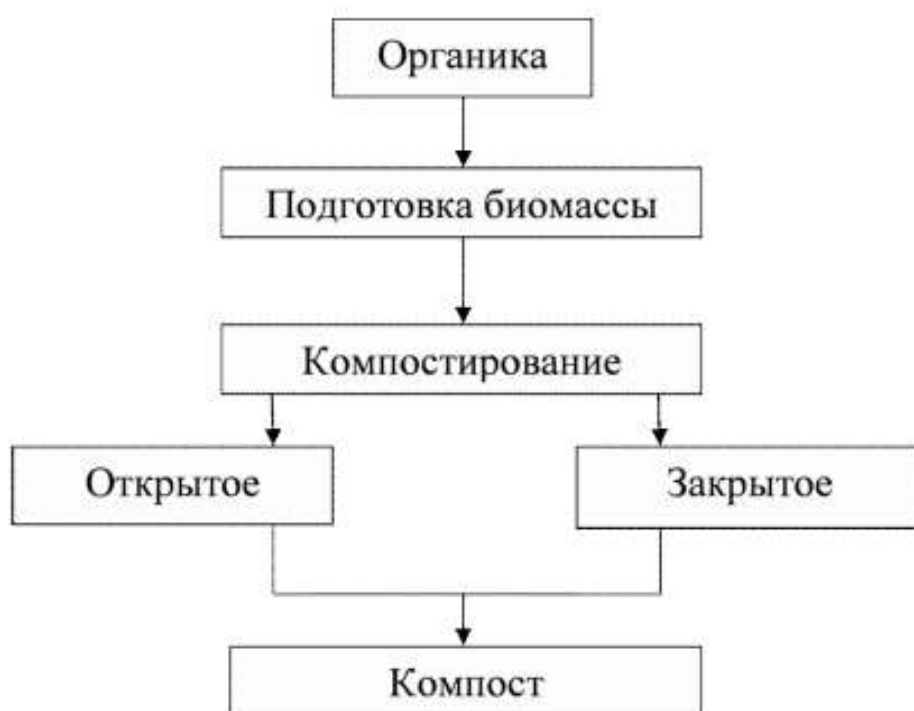 Органика
Подготовка биомассы
Компостирование
Открытое
Закрытое
Компост